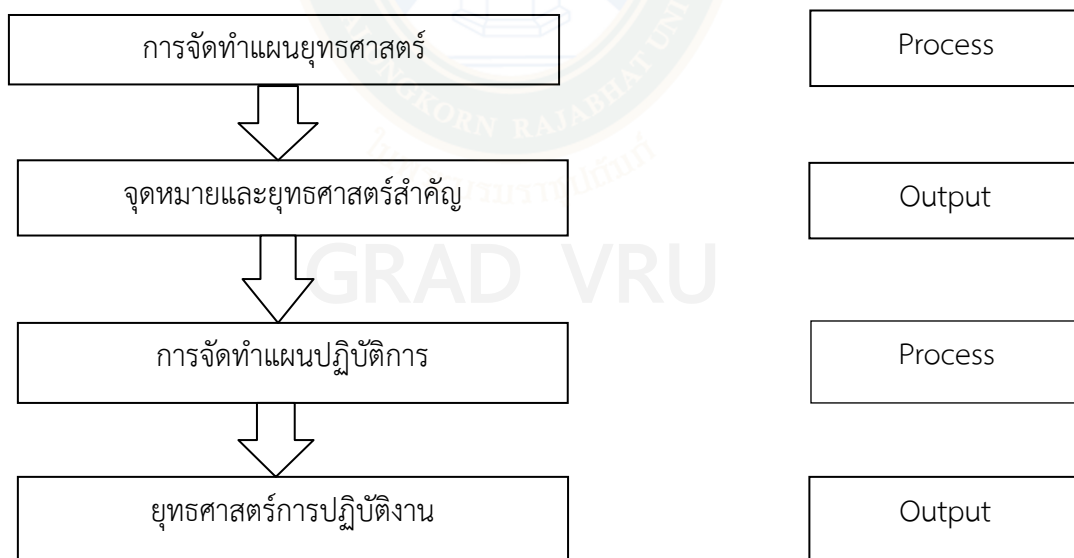 การจัดทำแผนยุทธศาสตร์ Process
จุดหมายและยุทธศาสตร์สำคัญ Output
GRAD VRU
การจัดทำแผนปฏิบัติการ Process
ยุทธศาสตร์การปฏิบัติงาน Output